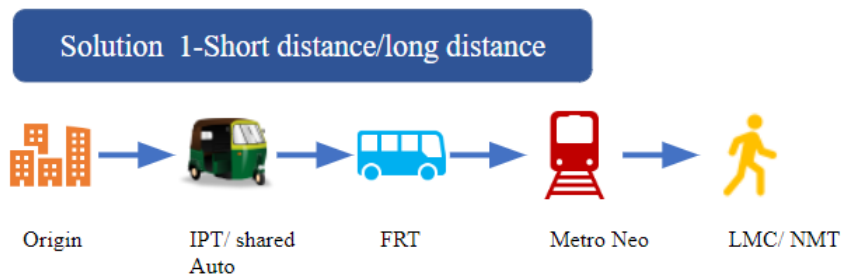 Solution 1-Short distance/long distance
Origin
IPT/ shared
Auto
FRT
Metro Neo
LMC/ NMT